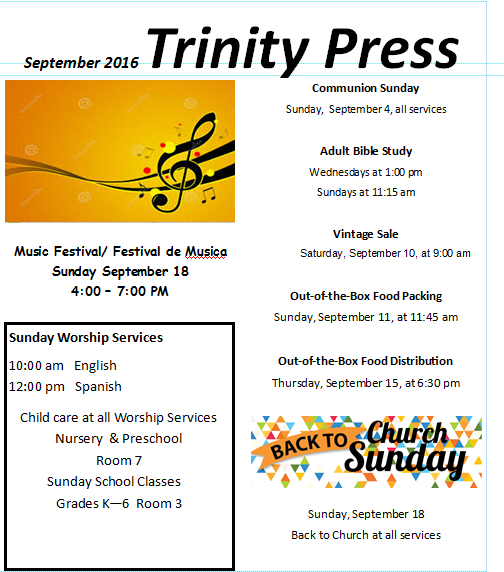 September 2016 Trinity Press
Music Festival/ Festival de Musica
Sunday September 18
4:00 – 7:00 PM
Sunday Worship Services
10:00 am English
12:00 pm Spanish
Child care at all Worship Services
Nursery & Preschool
Room 7
Sunday School Classes
Grades K—6 Room 3
Communion Sunday
Sunday, September 4, all services
Adult Bible Study
Wednesdays at 1:00 pm
Sundays at 11:15 am
Vintage Sale
Saturday, September 10, at 9:00 am
Out-of-the-Box Food Packing
Sunday, September 11, at 11:45 am
Out-of-the-Box Food Distribution
Thursday, September 15, at 6:30 pm
BACK TO Church
Sunday
Sunday, September 18
Back to Church at all services